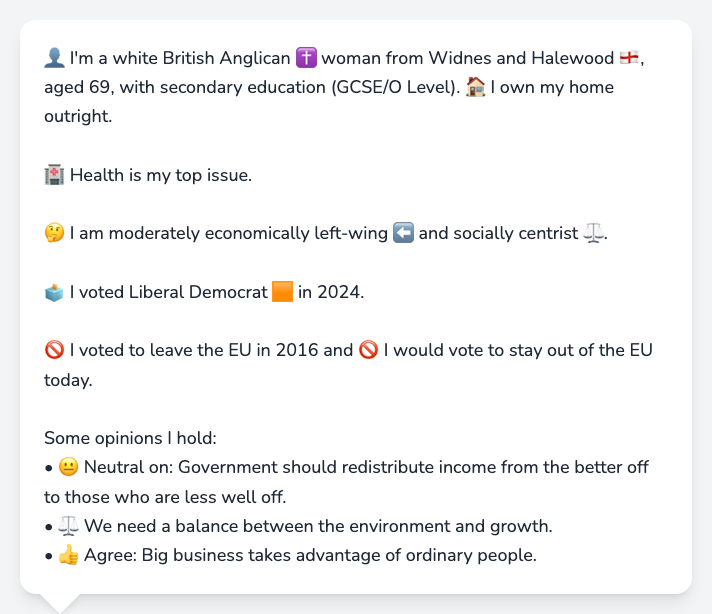 👤 I'm a white British Anglican ✝️ woman from Widnes and Halewood 🏴󠁧󠁢󠁥󠁮󠁧󠁿,
aged 69, with secondary education (GCSE/O Level). 🏠 I own my home
outright.
🏥 Health is my top issue.
🤔 I am moderately economically left-wing ⬅️ and socially centrist ⚖️.
🗳️ I voted Liberal Democrat 🟧 in 2024.
🚫 I voted to leave the EU in 2016 and 🚫 I would vote to stay out of the EU
today.
Some opinions I hold:
• 😐 Neutral on: Government should redistribute income from the better off
to those who are less well off.
• ⚖️ We need a balance between the environment and growth.
• 👍 Agree: Big business takes advantage of ordinary people.